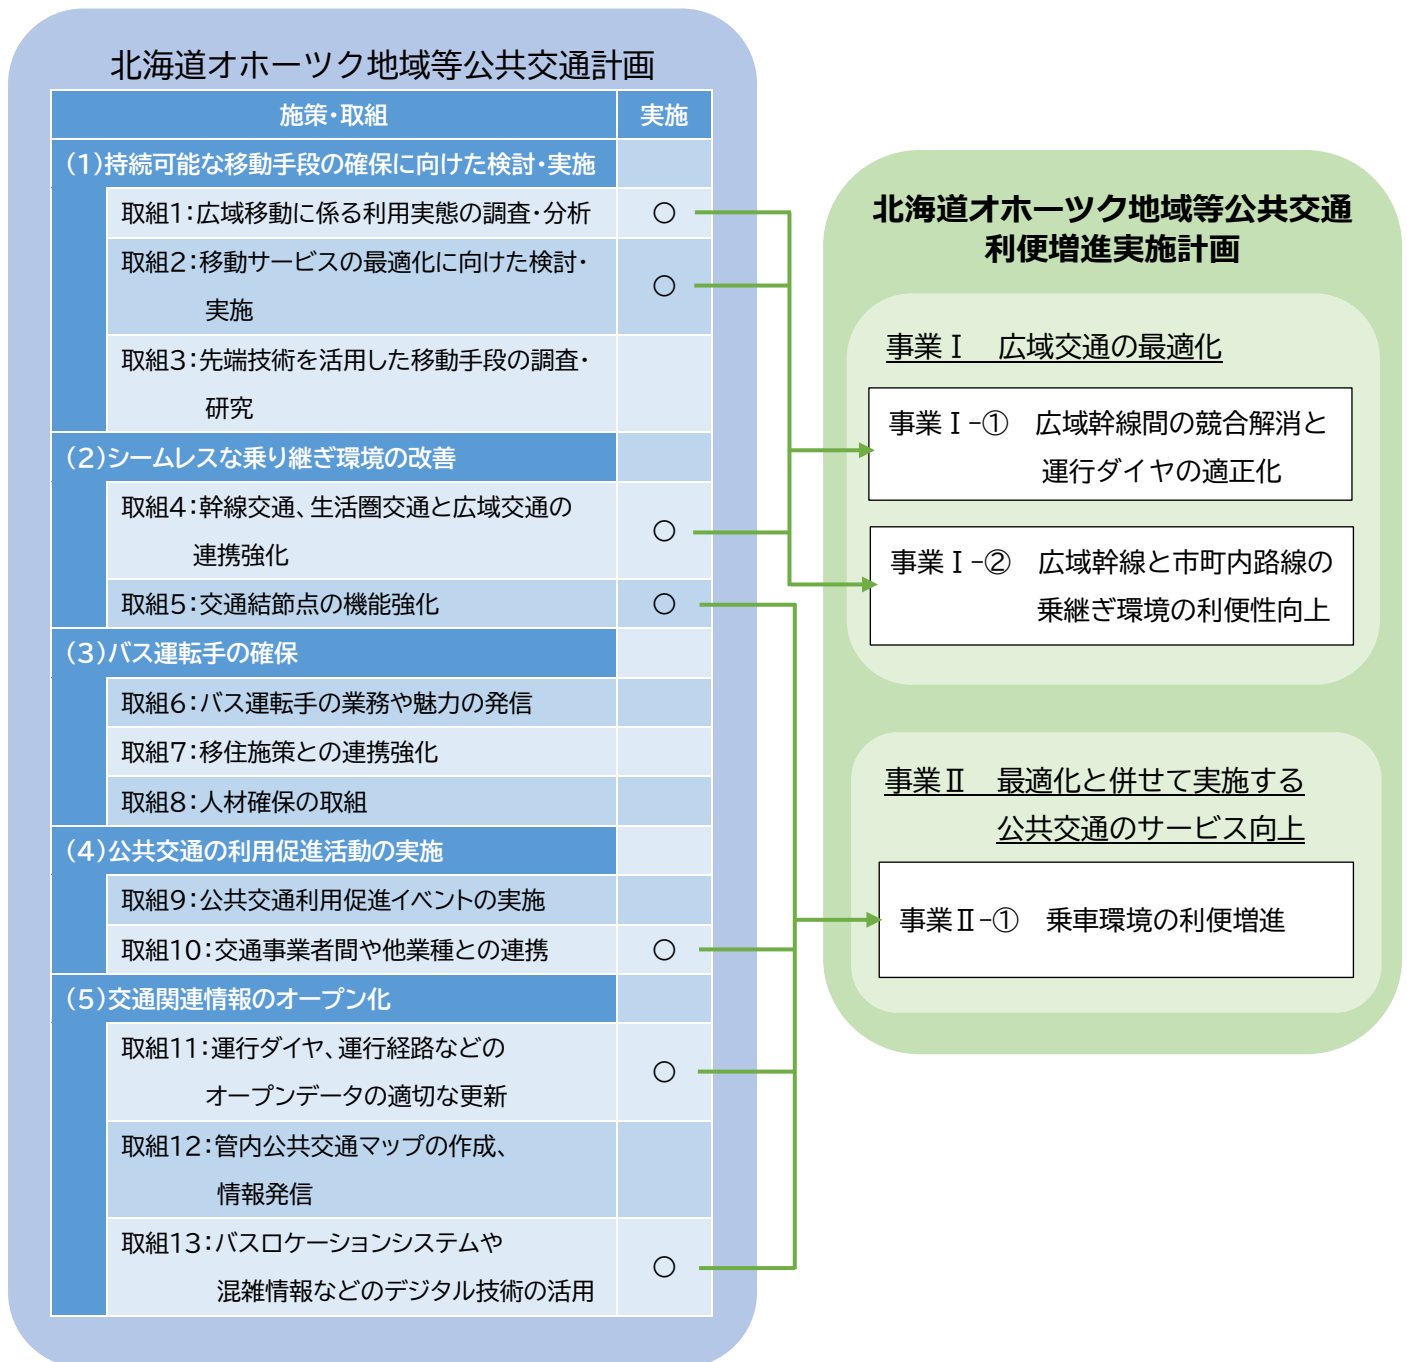 北海道オホーツク地域等公共交通計画
施策・取組 実施
(1)持続可能な移動手段の確保に向けた検討・実施
取組1:広域移動に係る利用実態の調査・分析 ○
取組2:移動サービスの最適化に向けた検討・
実施 ○
取組3:先端技術を活用した移動手段の調査・
研究
(2)シームレスな乗り継ぎ環境の改善
取組4:幹線交通、生活圏交通と広域交通の
連携強化 ○
取組5:交通結節点の機能強化 ○
(3)バス運転手の確保
取組6:バス運転手の業務や魅力の発信
取組7:移住施策との連携強化
取組8:人材確保の取組
(4)公共交通の利用促進活動の実施
取組9:公共交通利用促進イベントの実施
取組10:交通事業者間や他業種との連携 ○
(5)交通関連情報のオープン化
取組11:運行ダイヤ、運行経路などの
オープンデータの適切な更新 ○
取組12:管内公共交通マップの作成、
情報発信
取組13:バスロケーションシステムや
混雑情報などのデジタル技術の活用 ○
北海道オホーツク地域等公共交通
利便増進実施計画
事業Ⅰ 広域交通の最適化
事業Ⅰ-① 広域幹線間の競合解消と
運行ダイヤの適正化
事業Ⅰ-② 広域幹線と市町内路線の
乗継ぎ環境の利便性向上
事業Ⅱ 最適化と併せて実施する
公共交通のサービス向上
事業Ⅱ-① 乗車環境の利便増進